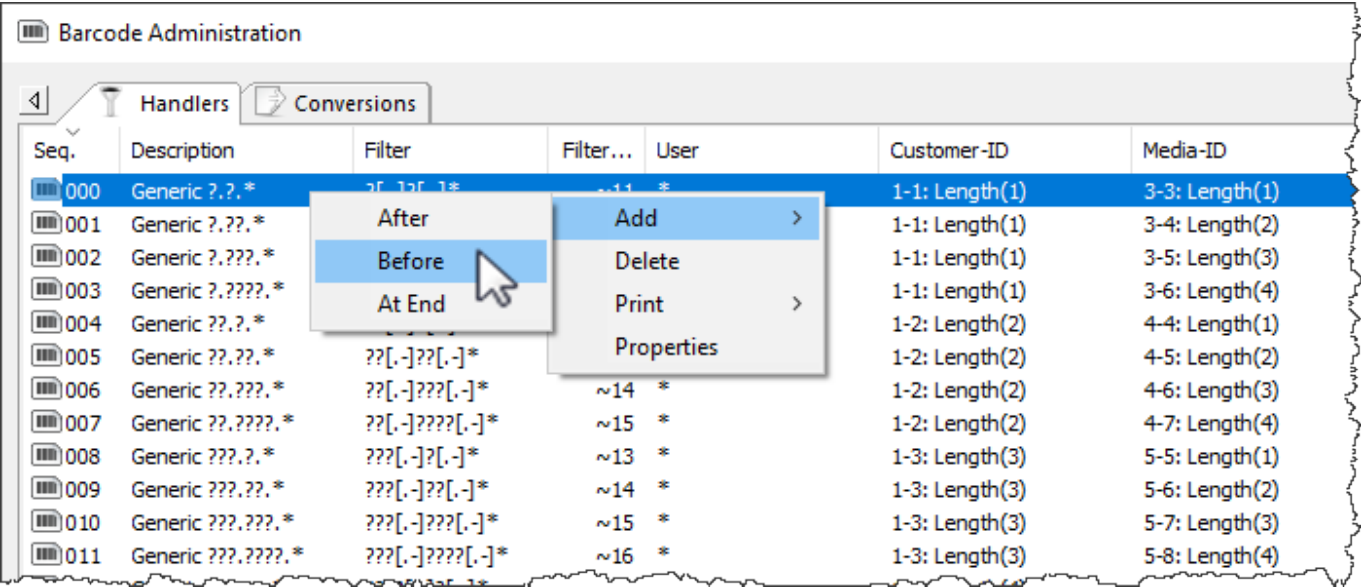 Barcode Administration
Handlers Conversions
Seq. Description Filter Filter... User Customer-ID Media-ID
000 Generic ?.?.* ?[.-]?[.-]* ~11 * 1-1: Length(1) 3-3: Length(1)
001 Generic ?.??.* After Add > 1-1: Length(1) 3-4: Length(2)
002 Generic ?.???.* Before Delete 1-1: Length(1) 3-5: Length(3)
003 Generic ?.????.* At End Print > 1-1: Length(1) 3-6: Length(4)
004 Generic ??.?.* 1-2: Length(2) 4-4: Length(1)
005 Generic ??.??.* ??[.-]??[.-]* Properties 1-2: Length(2) 4-5: Length(2)
006 Generic ??.???.* ??[.-]???[.-]* ~14 * 1-2: Length(2) 4-6: Length(3)
007 Generic ??.????.* ??[.-]????[.-]* ~15 * 1-2: Length(2) 4-7: Length(4)
008 Generic ???.?.* ???[.-]?[.-]* ~13 * 1-3: Length(3) 5-5: Length(1)
009 Generic ???.??.* ???[.-]??[.-]* ~14 * 1-3: Length(3) 5-6: Length(2)
010 Generic ???.???.* ???[.-]???[.-]* ~15 * 1-3: Length(3) 5-7: Length(3)
011 Generic ???.????.* ???[.-]????[.-]* ~16 * 1-3: Length(3) 5-8: Length(4)